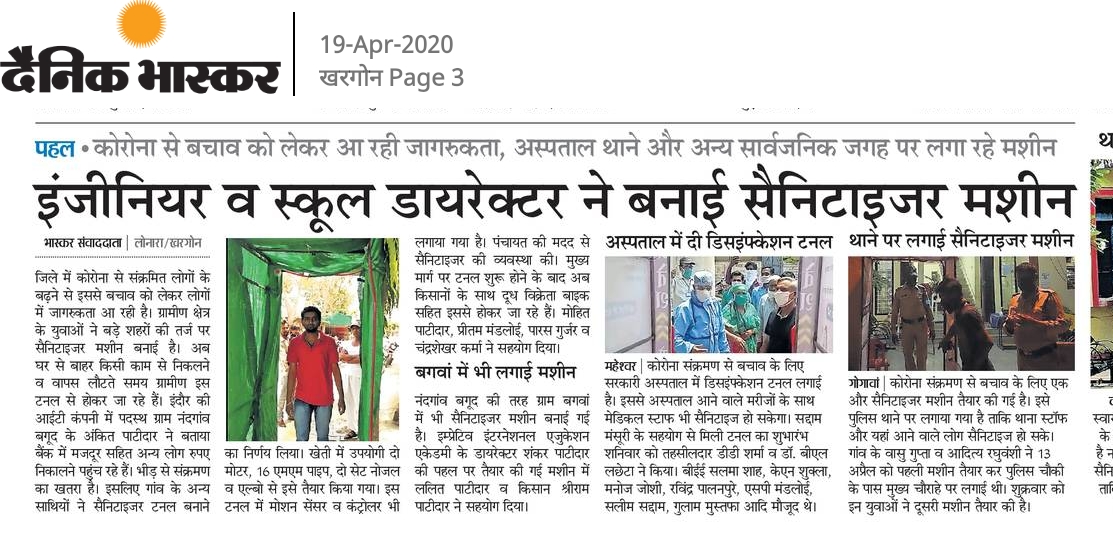 दैनिक भास्कर
19-Apr-2020
खरगोन Page 3
पहल • कोरोना से बचाव को लेकर आ रही जागरुकता, अस्पताल थाने और अन्य सार्वजनिक जगह पर लगा रहे मशीन
इंजीनियर व स्कूल डायरेक्टर ने बनाई सैनिटाइजर मशीन
भास्कर संवाददाता | लोनारा/खरगोन
जिले में कोरोना से संक्रमित लोगों के
बढ़ने से इससे बचाव को लेकर लोगों
में जागरुकता आ रही है। ग्रामीण क्षेत्र
के युवाओं ने बड़े शहरों की तर्ज पर
सैनिटाइजर मशीन बनाई है। अब
घर से बाहर किसी काम से निकलने
व वापस लौटते समय ग्रामीण इस
टनल से होकर जा रहे हैं। इंदौर की
आईटी कंपनी में पदस्थ ग्राम नंदगांव
बगूद के अंकित पाटीदार ने बताया
बैंक में मजदूर सहित अन्य लोग रुपए
निकालने पहुंच रहे हैं। भीड़ से संक्रमण
का खतरा है। इसलिए गांव के अन्य
साथियों ने सैनिटाइजर टनल बनाने
का निर्णय लिया। खेती में उपयोगी दो
मोटर, 16 एमएम पाइप, दो सेट नोजल
व एल्बो से इसे तैयार किया गया। इस
टनल में मोशन सेंसर व कंट्रोलर भी
लगाया गया है। पंचायत की मदद से
सैनिटाइजर की व्यवस्था की। मुख्य
मार्ग पर टनल शुरू होने के बाद अब
किसानों के साथ दूध विक्रेता बाइक
सहित इससे होकर जा रहे हैं। मोहित
पाटीदार, प्रीतम मंडलोई, पारस गुर्जर व
चंद्रशेखर कर्मा ने सहयोग दिया।
बगवां में भी लगाई मशीन
नंदगांव बगूद की तरह ग्राम बगवां
में भी सैनिटाइजर मशीन बनाई गई
है। इम्प्रेटिव इंटरनेशनल एजुकेशन
एकेडमी के डायरेक्टर शंकर पाटीदार
की पहल पर तैयार की गई मशीन में
ललित पाटीदार व किसान श्रीराम
पाटीदार ने सहयोग दिया।
अस्पताल में दी डिसइंफ्केशन टनल
महेश्वर | कोरोना संक्रमण से बचाव के लिए
सरकारी अस्पताल में डिसइंफ्केशन टनल लगाई
है। इससे अस्पताल आने वाले मरीजों के साथ
मेडिकल स्टाफ भी सैनिटाइज हो सकेगा। सद्दाम
मंसूरी के सहयोग से मिली टनल का शुभारंभ
शनिवार को तहसीलदार डीडी शर्मा व डॉ. बीएल
लछेटा ने किया। बीईई सलमा शाह, केएन शुक्ला,
मनोज जोशी, रविंद्र पालनपुरे, एसपी मंडलोई,
सलीम सद्दाम, गुलाम मुस्तफा आदि मौजूद थे।
थाने पर लगाई सैनिटाइजर मशीन
गोगावां | कोरोना संक्रमण से बचाव के लिए एक
और सैनिटाइजर मशीन तैयार की गई है। इसे
पुलिस थाने पर लगाया गया है ताकि थाना स्टॉफ
और यहां आने वाले लोग सैनिटाइज हो सके।
गांव के वासु गुप्ता व आदित्य रघुवंशी ने 13
अप्रैल को पहली मशीन तैयार कर पुलिस चौकी
के पास मुख्य चौराहे पर लगाई थी। शुक्रवार को
इन युवाओं ने दूसरी मशीन तैयार की है।